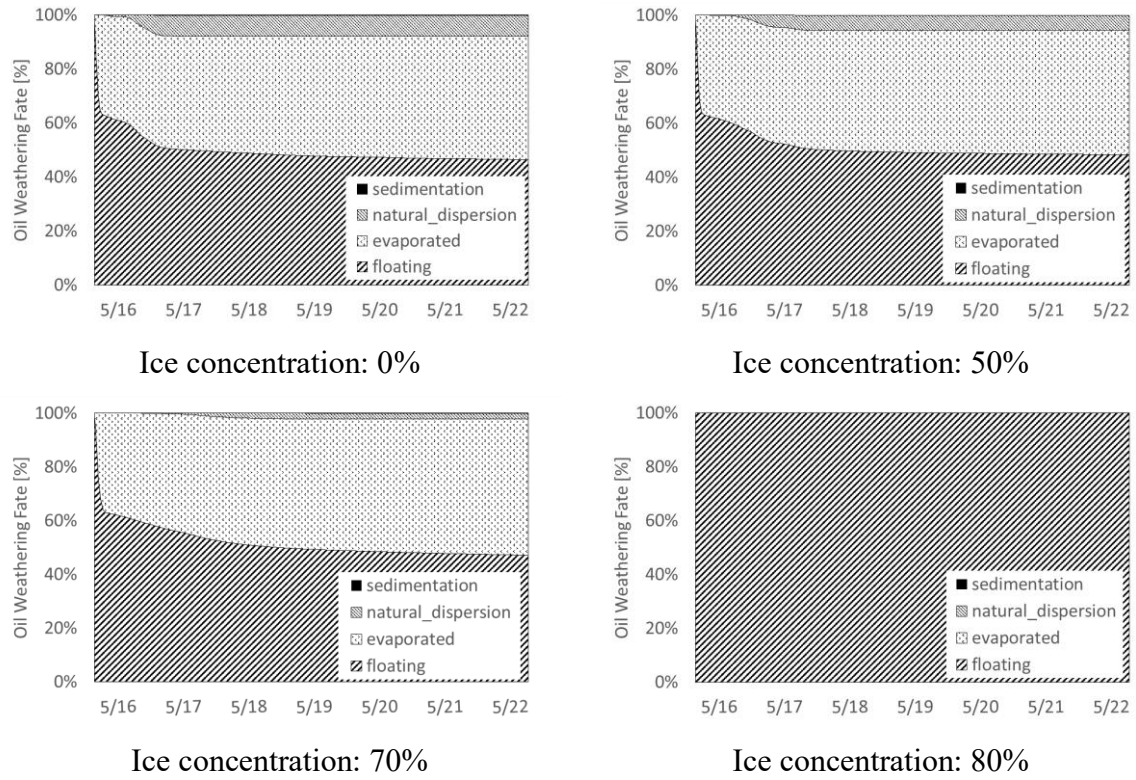 Oil Weathering Fate [%]
100%
80%
60%
40%
20%
0%
sedimentation
natural_dispersion
evaporated
floating
5/16 5/17 5/18 5/19 5/20 5/21 5/22
Ice concentration: 0%
Oil Weathering Fate [%]
100%
80%
60%
40%
20%
0%
sedimentation
natural_dispersion
evaporated
floating
5/16 5/17 5/18 5/19 5/20 5/21 5/22
Ice concentration: 50%
Oil Weathering Fate [%]
100%
80%
60%
40%
20%
0%
sedimentation
natural_dispersion
evaporated
floating
5/16 5/17 5/18 5/19 5/20 5/21 5/22
Ice concentration: 70%
Oil Weathering Fate [%]
100%
80%
60%
40%
20%
0%
sedimentation
natural_dispersion
evaporated
floating
5/16 5/17 5/18 5/19 5/20 5/21 5/22
Ice concentration: 80%